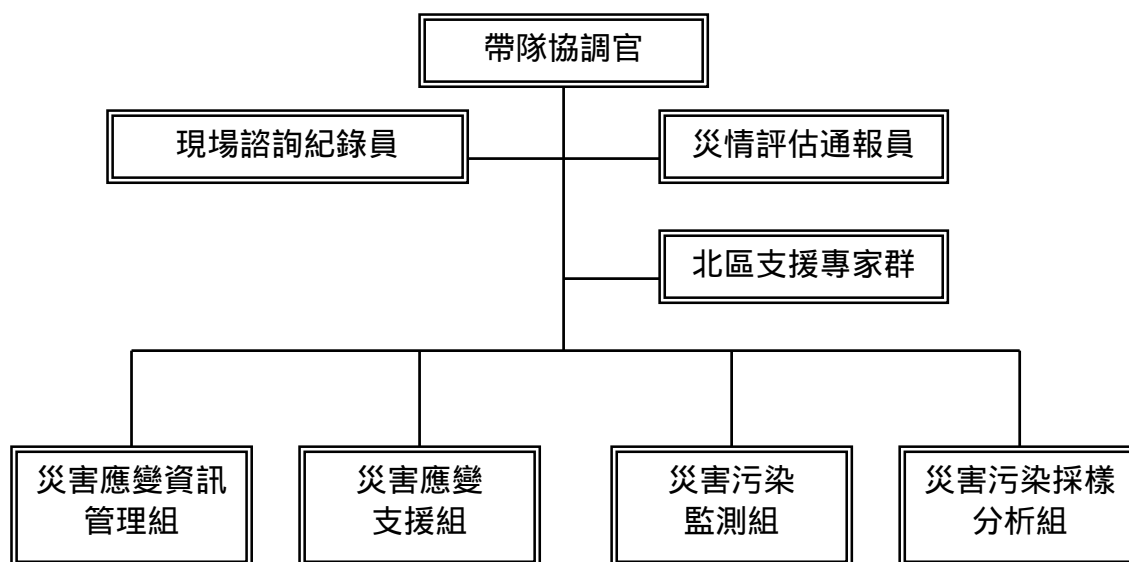 帶隊協調官
現場諮詢紀錄員
災情評估通報員
北區支援專家群
災害應變資訊
管理組
災害應變
支援組
災害污染
監測組
災害污染採樣
分析組